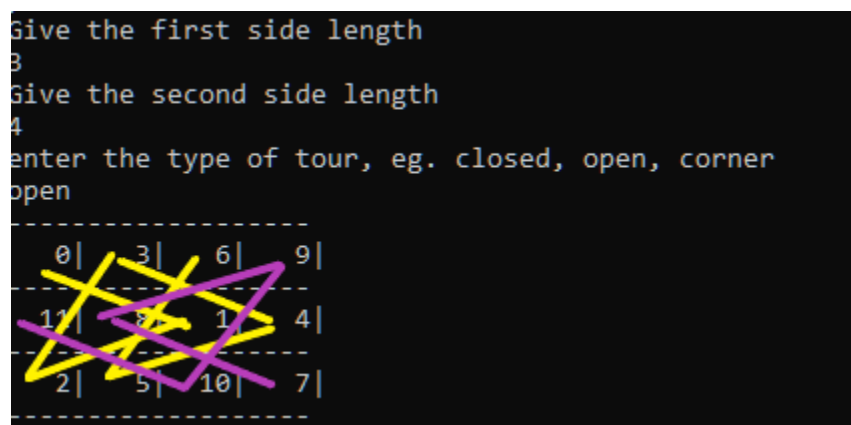 Give the first side length
3
Give the second side length
4
enter the type of tour, eg. closed, open, corner
open
-------------------
0| 3| 6| 9|
-------------------
11| 8| 1| 4|
-------------------
2| 5| 10| 7|
-------------------